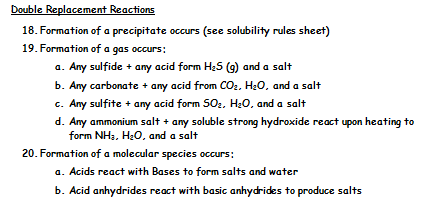 Double Replacement Reactions
18. Formation of a precipitate occurs (see solubility rules sheet)
19. Formation of a gas occurs:
a. Any sulfide + any acid form H₂S (g) and a salt
b. Any carbonate + any acid from CO₂, H₂O, and a salt
c. Any sulfite + any acid form SO₂, H₂O, and a salt
d. Any ammonium salt + any soluble strong hydroxide react upon heating to
form NH₃, H₂O, and a salt
20. Formation of a molecular species occurs:
a. Acids react with Bases to form salts and water
b. Acid anhydrides react with basic anhydrides to produce salts